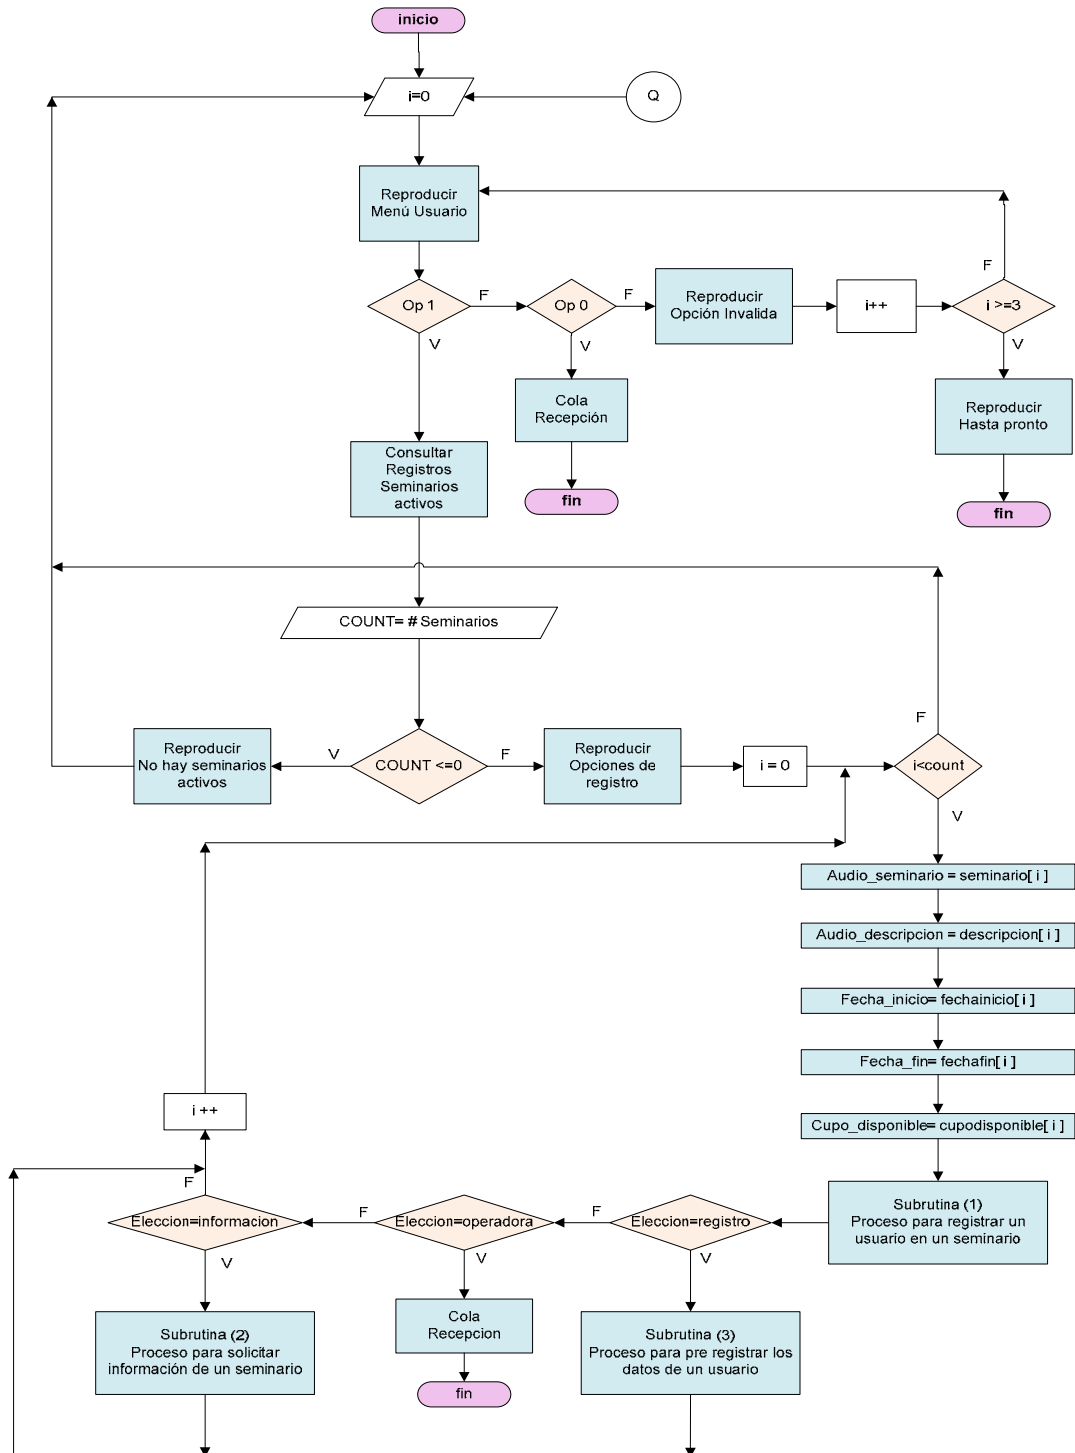 inicio
i=0
Q
Reproducir
Menú Usuario
F
Op 1
F
Op 0
F
Reproducir
Opción Invalida
i++
i >=3
V
V
V
Cola
Recepción
Reproducir
Hasta pronto
Consultar
Registros
Seminarios
activos
fin
fin
COUNT= # Seminarios
F
Reproducir
No hay seminarios
activos
V
COUNT <=0
F
Reproducir
Opciones de
registro
i = 0
i<count
V
Audio_seminario = seminario[ i ]
Audio_descripcion = descripcion[ i ]
Fecha_inicio= fechainicio[ i ]
Fecha_fin= fechafin[ i ]
i ++
Cupo_disponible= cupodisponible[ i ]
F
Eleccion=informacion
F
Eleccion=operadora
F
Eleccion=registro
Subrutina (1)
Proceso para registrar un
usuario en un seminario
V
V
V
Subrutina (2)
Proceso para solicitar
información de un seminario
Cola
Recepcion
Subrutina (3)
Proceso para pre registrar los
datos de un usuario
fin